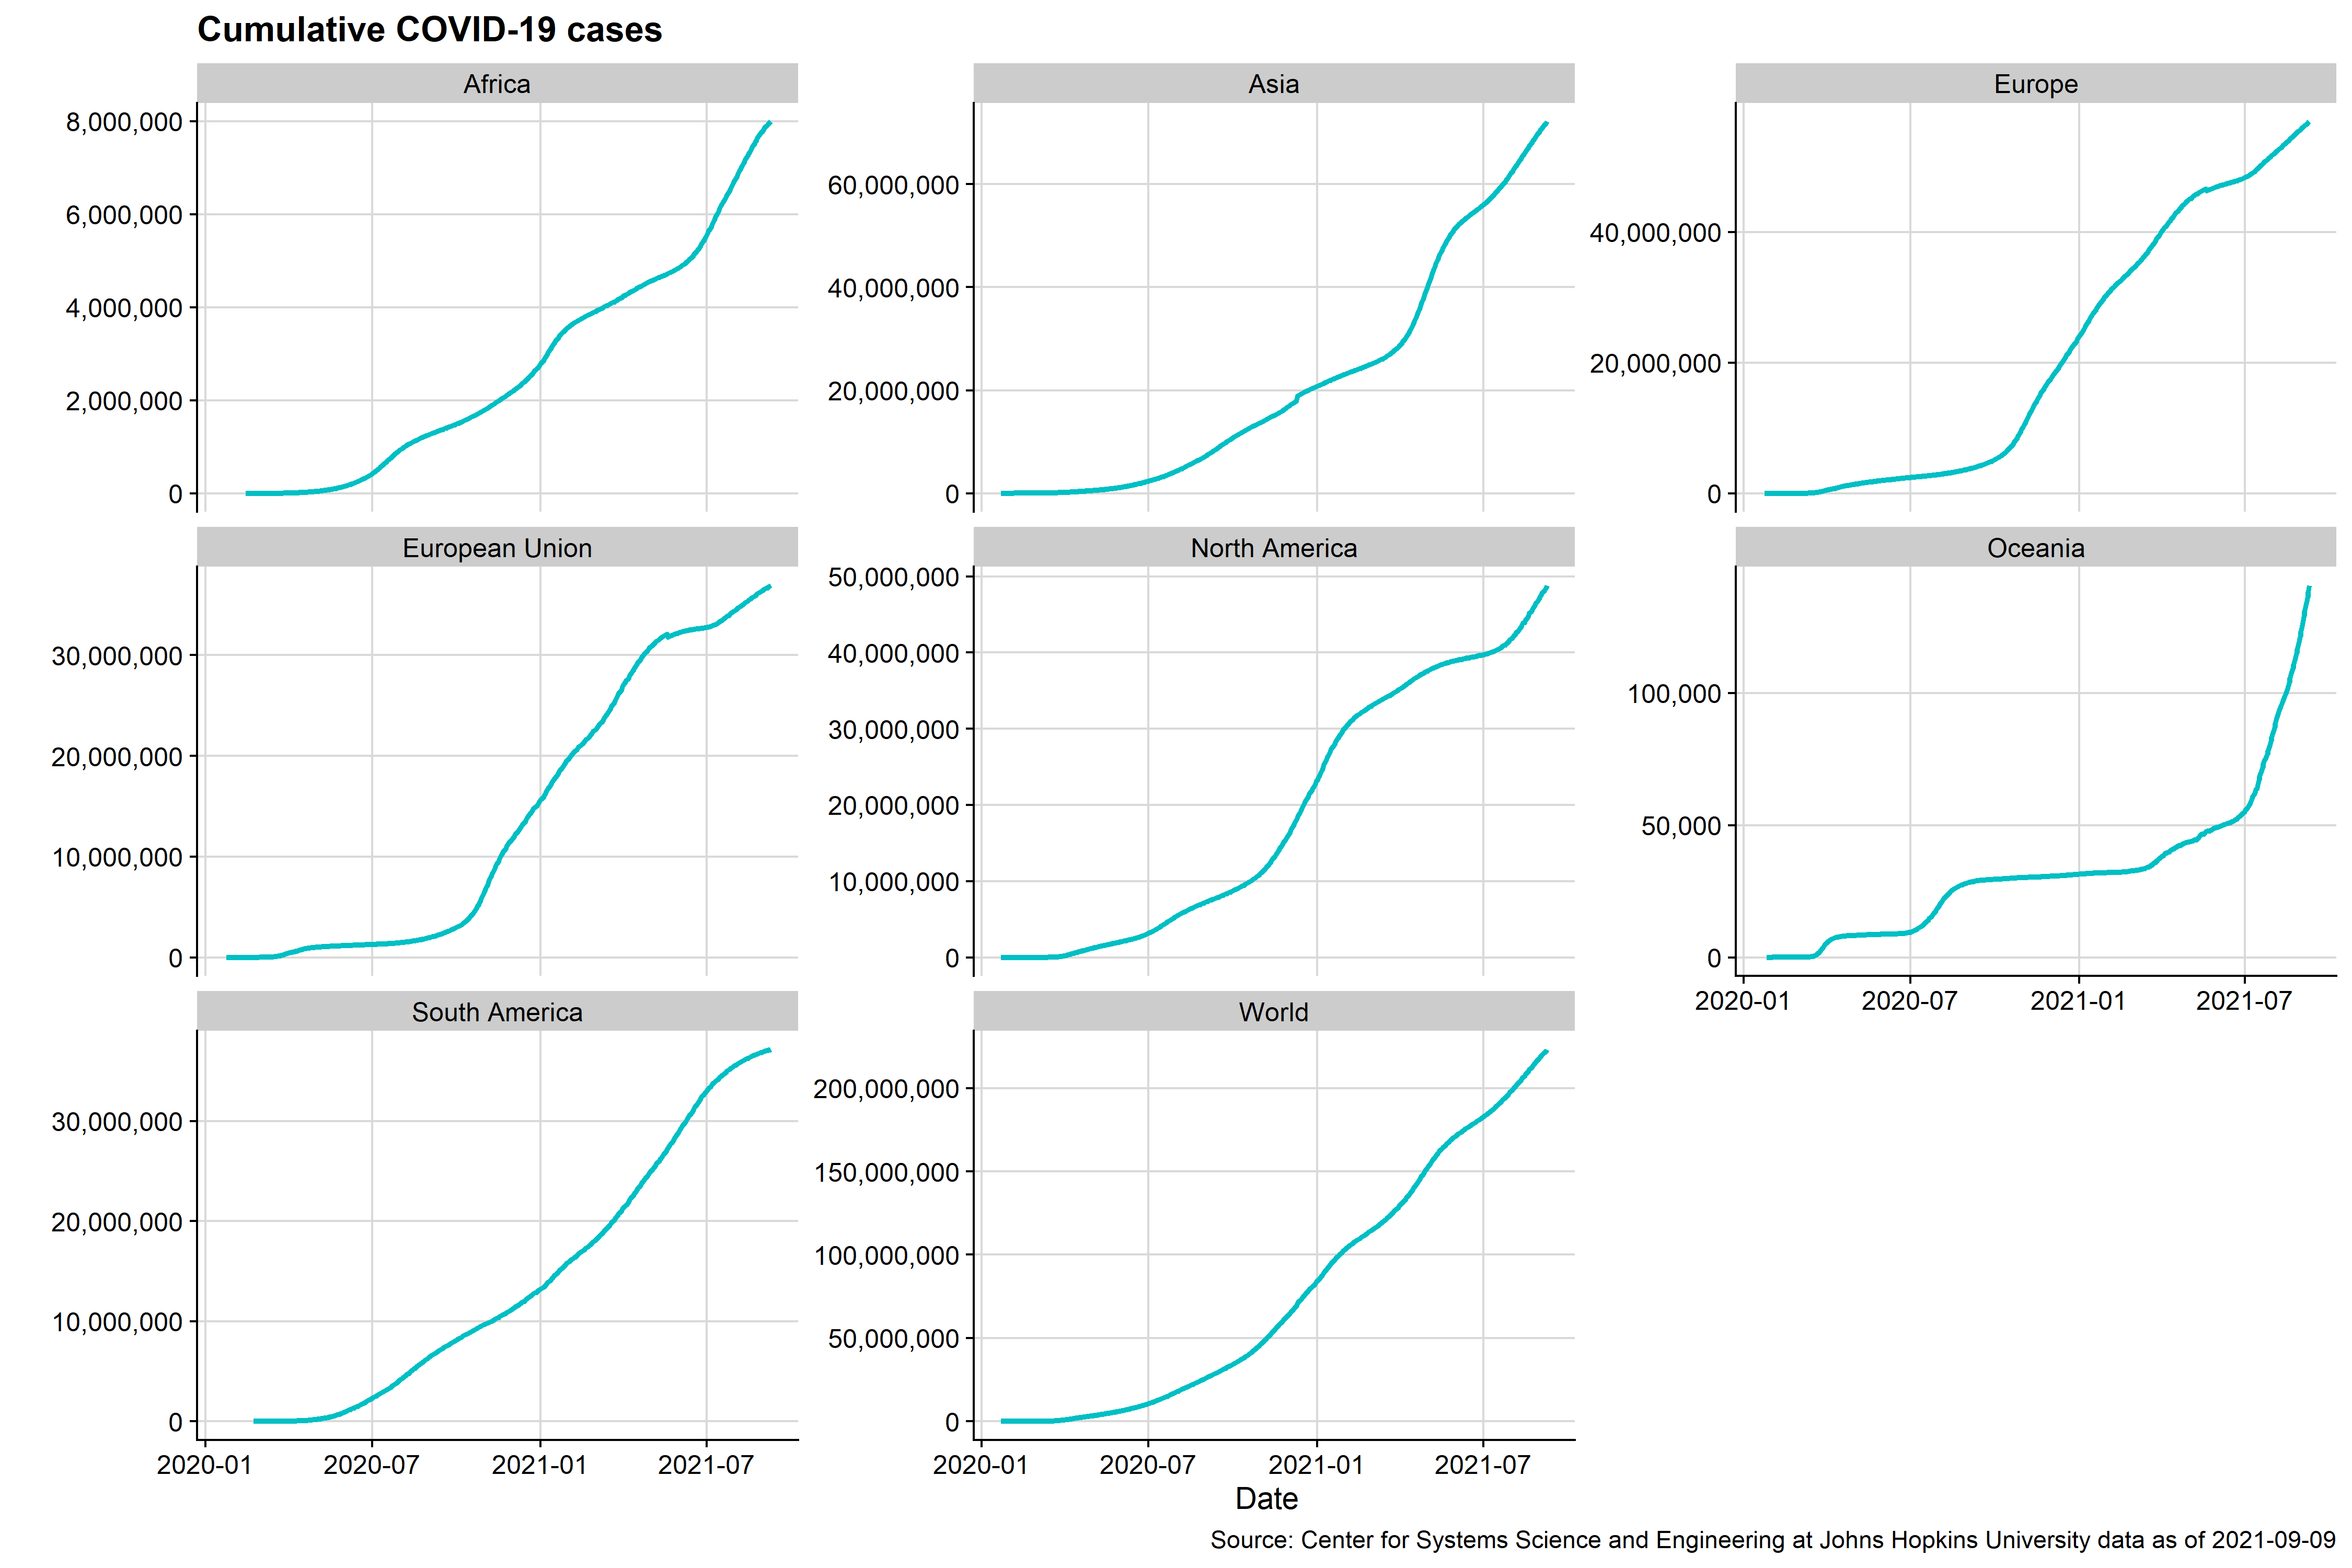 Cumulative COVID-19 cases
Africa
8,000,000
6,000,000
4,000,000
2,000,000
0
Asia
60,000,000
40,000,000
20,000,000
0
Europe
40,000,000
20,000,000
0
European Union
30,000,000
20,000,000
10,000,000
0
North America
50,000,000
40,000,000
30,000,000
20,000,000
10,000,000
0
Oceania
100,000
50,000
0
2020-01 2020-07 2021-01 2021-07
South America
30,000,000
20,000,000
10,000,000
0
2020-01 2020-07 2021-01 2021-07
World
200,000,000
150,000,000
100,000,000
50,000,000
0
2020-01 2020-07 2021-01 2021-07
Date
Source: Center for Systems Science and Engineering at Johns Hopkins University data as of 2021-09-09